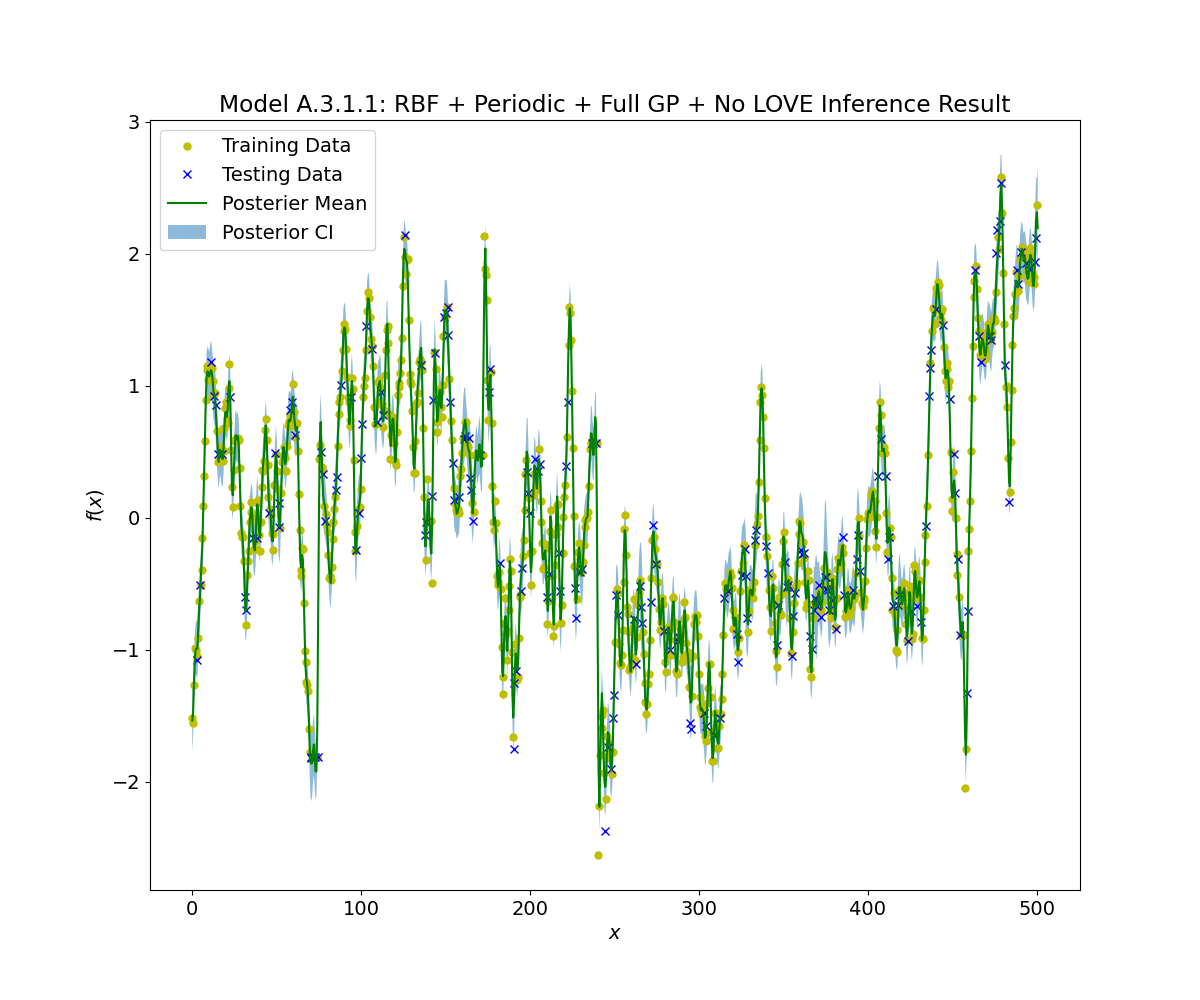 Model A.3.1.1: RBF + Periodic + Full GP + No LOVE Inference Result
3
2
1
0
−1
−2
f(x)
Training Data
Testing Data
Posterier Mean
Posterior CI
0 100 200 300 400 500
x